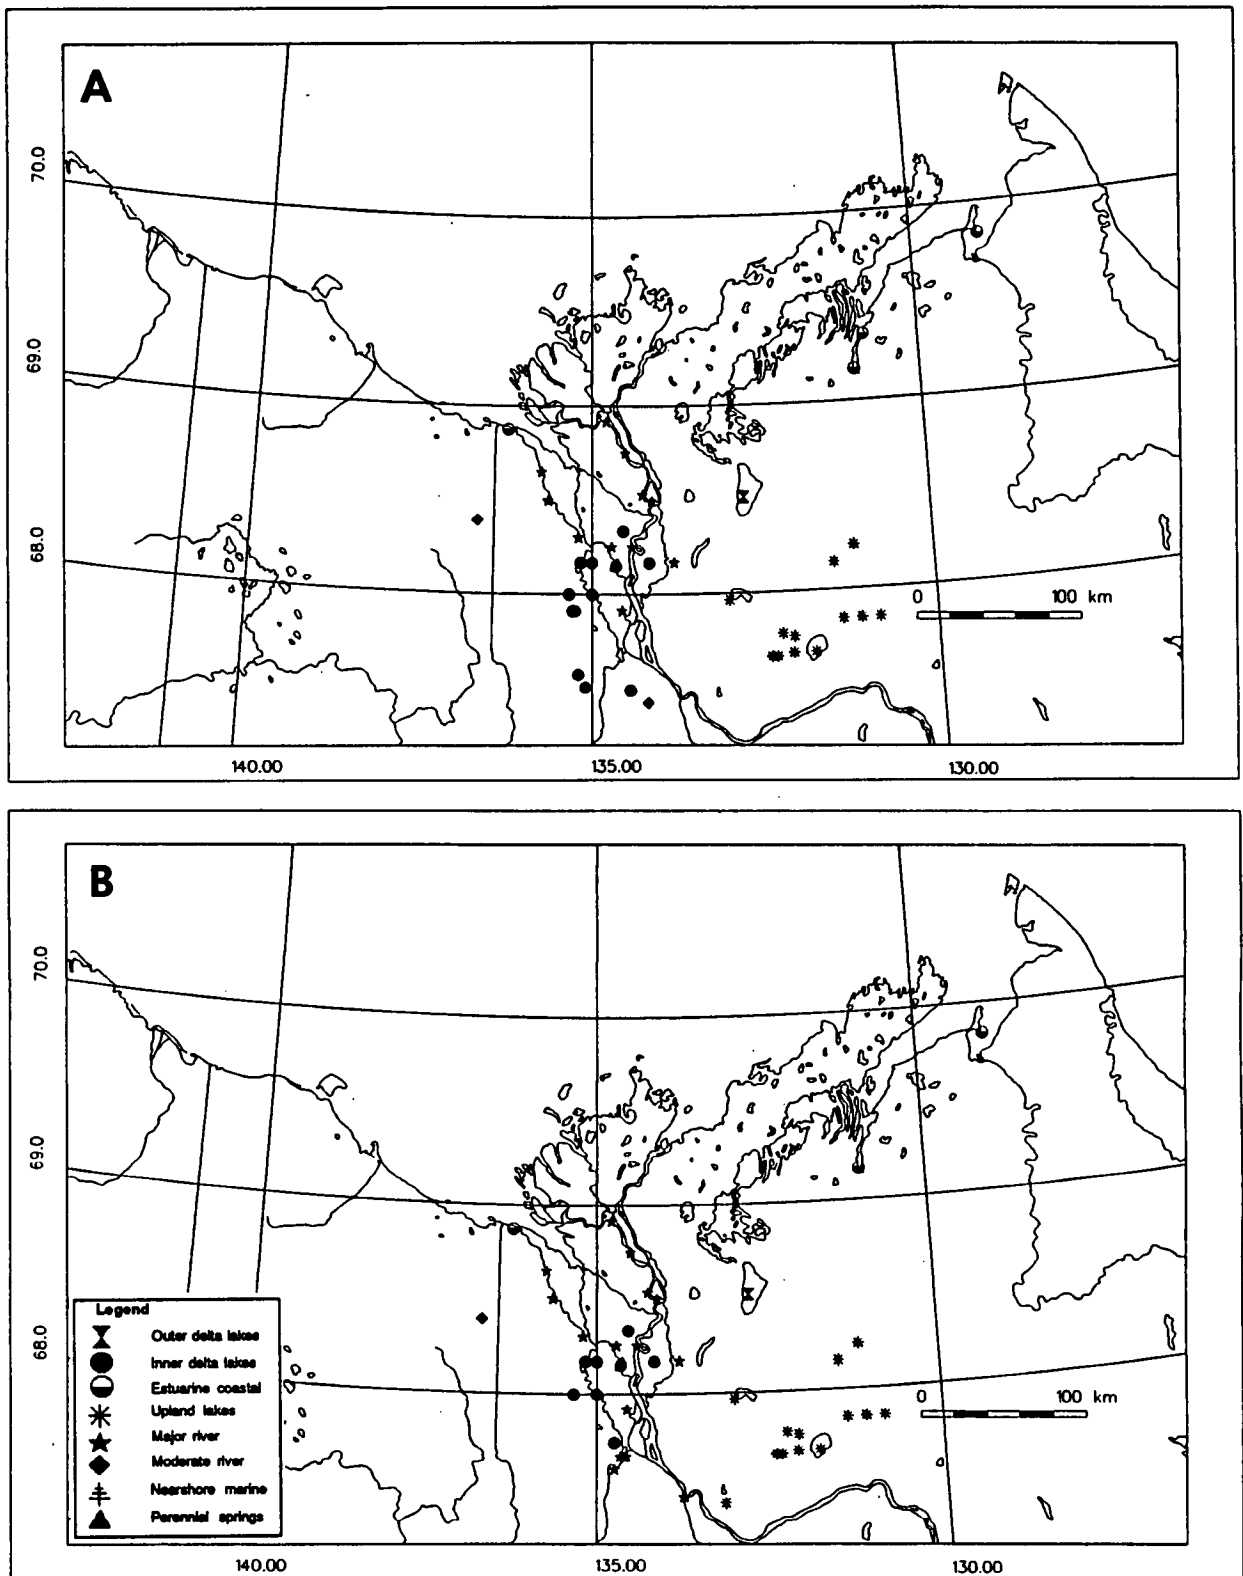 A
70.0
69.0
68.0
0 100 km
140.00 135.00 130.00
B
70.0
69.0
68.0
Legend
Outer delta lakes
Inner delta lakes
Estuarine coastal
Upland lakes
Major river
Moderate river
Nearshore marine
Perennial springs
0 100 km
140.00 135.00 130.00